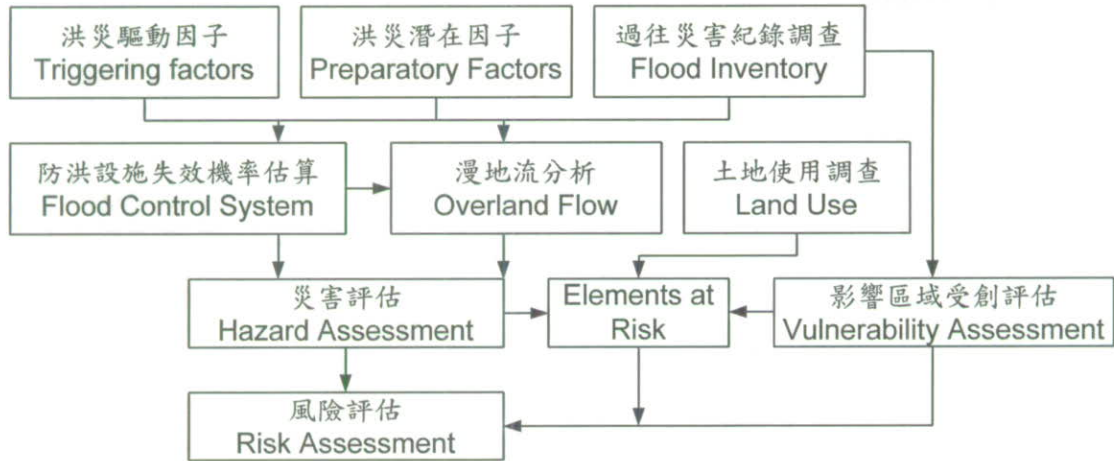 洪災驅動因子
Triggering factors
洪災潛在因子
Preparatory Factors
過往災害紀錄調查
Flood Inventory
防洪設施失效機率估算
Flood Control System
漫地流分析
Overland Flow
土地使用調查
Land Use
災害評估
Hazard Assessment
Elements at
Risk
影響區域受創評估
Vulnerability Assessment
風險評估
Risk Assessment